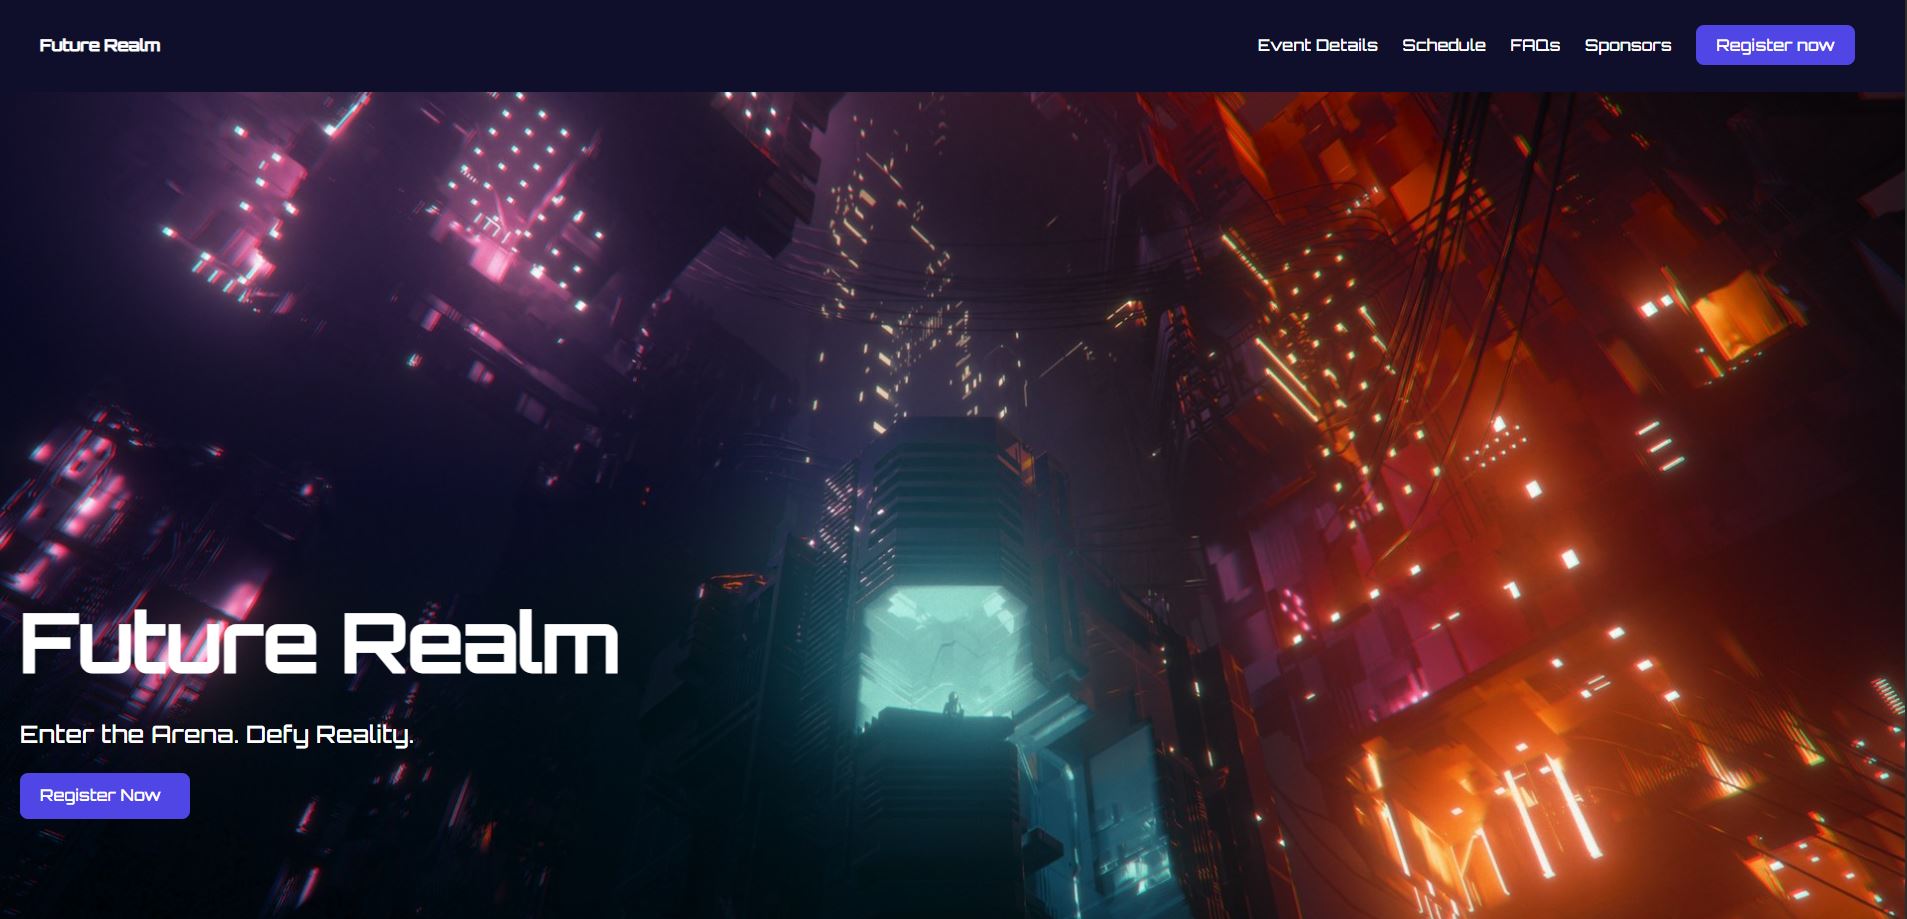 Future Realm
Event Details Schedule FAQs Sponsors Register now
Future Realm
Enter the Arena. Defy Reality.
Register Now